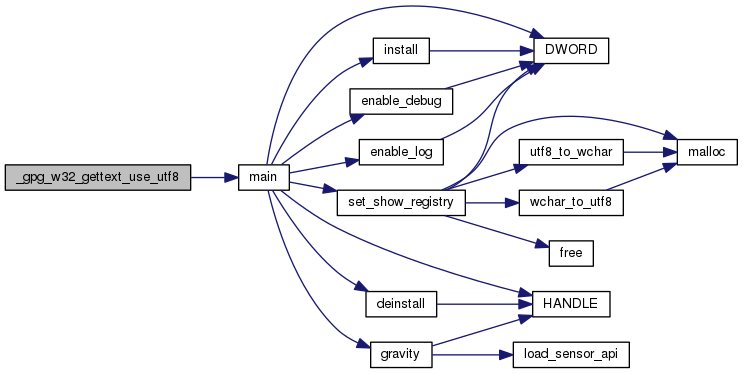 _gpg_w32_gettext_use_utf8
main
DWORD
install
enable_debug
enable_log
utf8_to_wchar
malloc
set_show_registry
wchar_to_utf8
free
deinstall
HANDLE
gravity
load_sensor_api